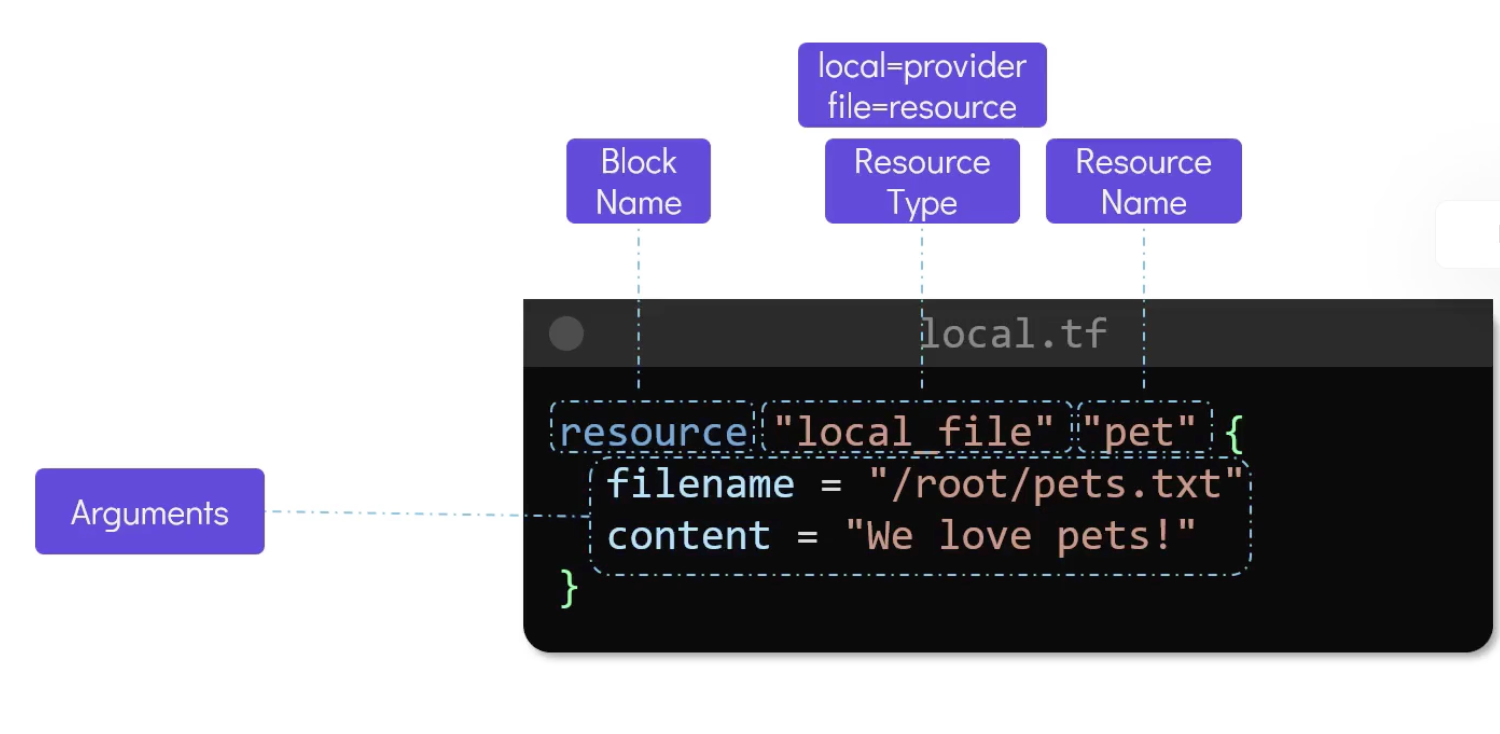 local=provider
file=resource
Block
Name
Resource
Type
Resource
Name
local.tf
resource "local_file" "pet" {
filename = "/root/pets.txt"
content = "We love pets!"
}
Arguments